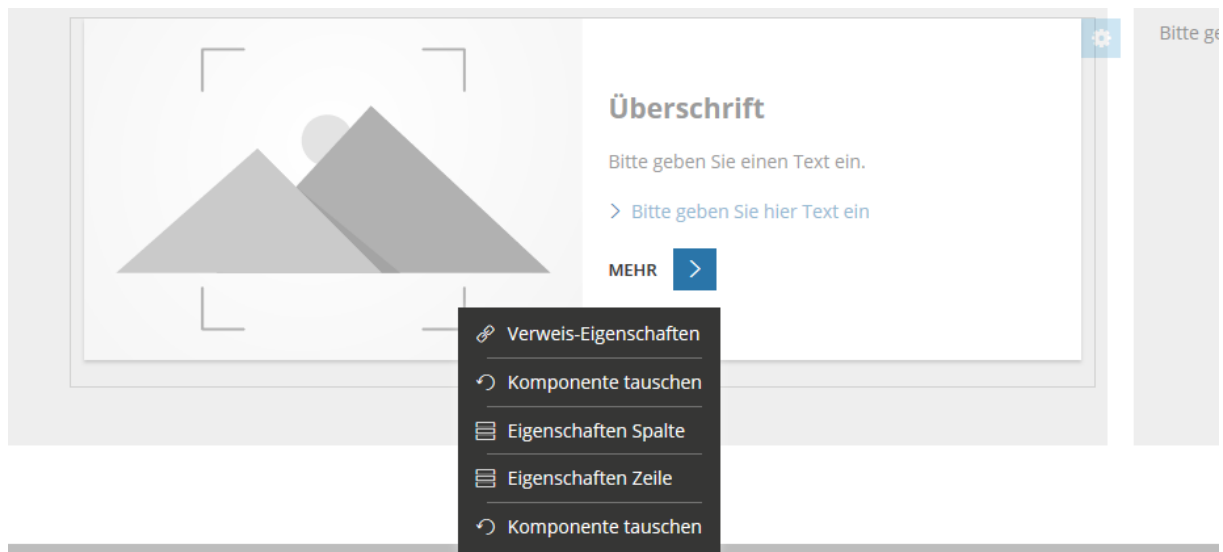 Bitte ge
Überschrift
Bitte geben Sie einen Text ein.
Bitte geben Sie hier Text ein
MEHR
Verweis-Eigenschaften
Komponente tauschen
Eigenschaften Spalte
Eigenschaften Zeile
Komponente tauschen